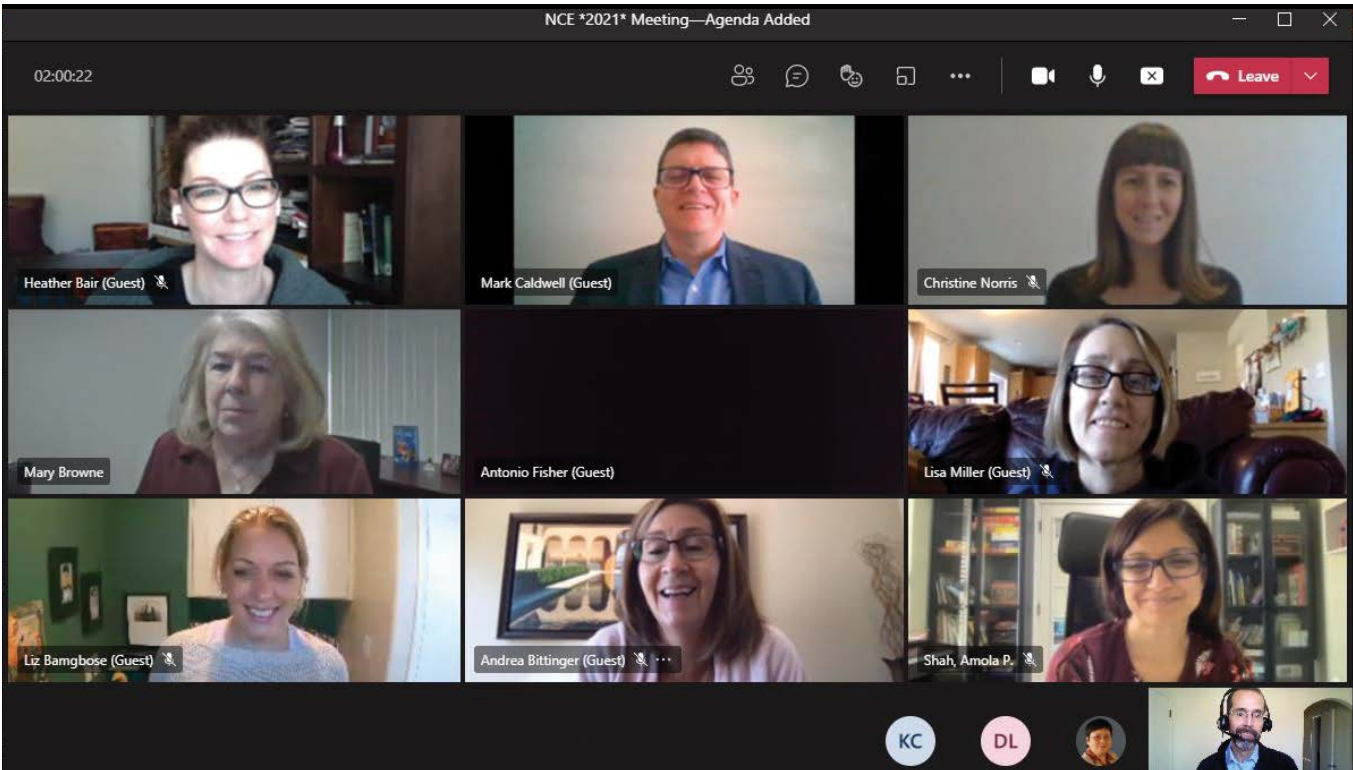 NCE *2021* Meeting—Agenda Added
02:00:22
Leave
Heather Bair (Guest)
Mark Caldwell (Guest)
Christine Norris
Mary Browne
Antonio Fisher (Guest)
Lisa Miller (Guest)
Liz Bamgbose (Guest)
Andrea Bittinger (Guest)
Shah, Amola P.
KC
DL